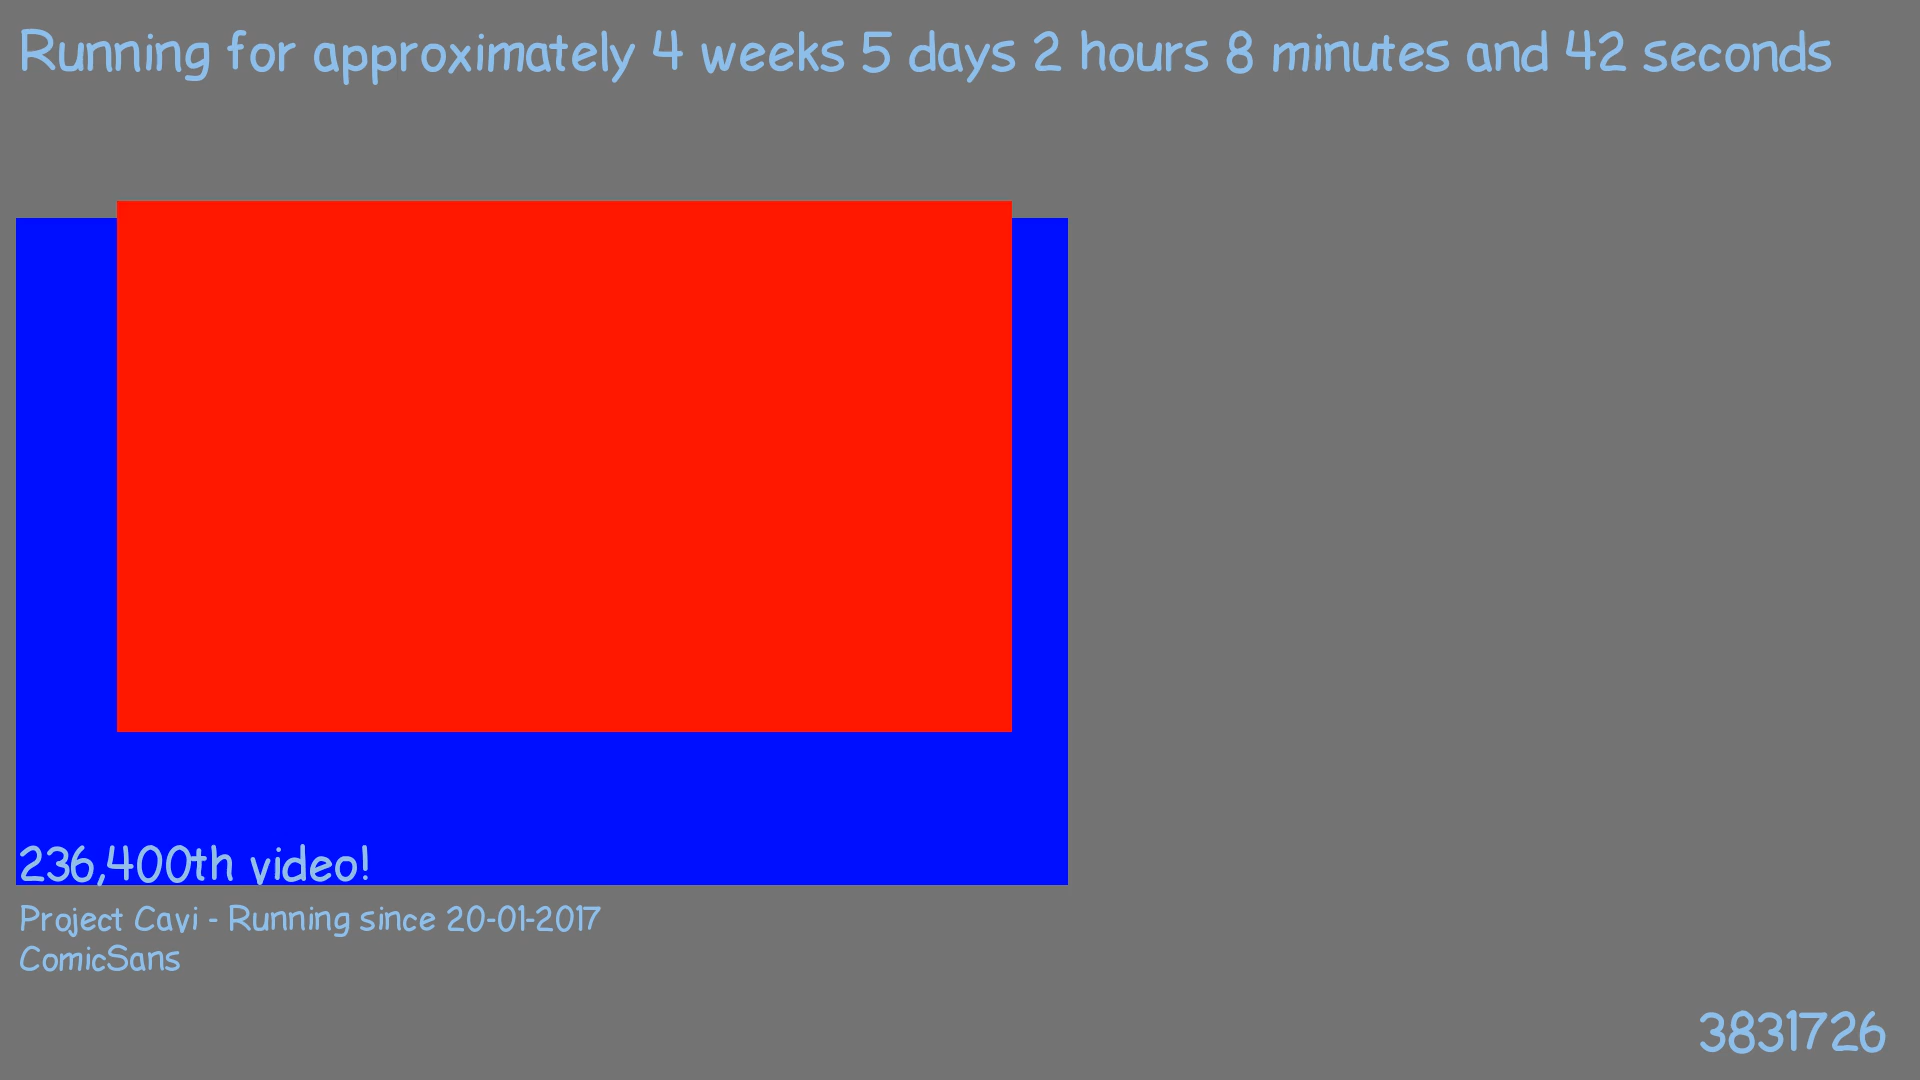 Running for approximately 4 weeks 5 days 2 hours 8 minutes and 42 seconds
236,400th video!
Project Cavi - Running since 20-01-2017
ComicSans
3831726